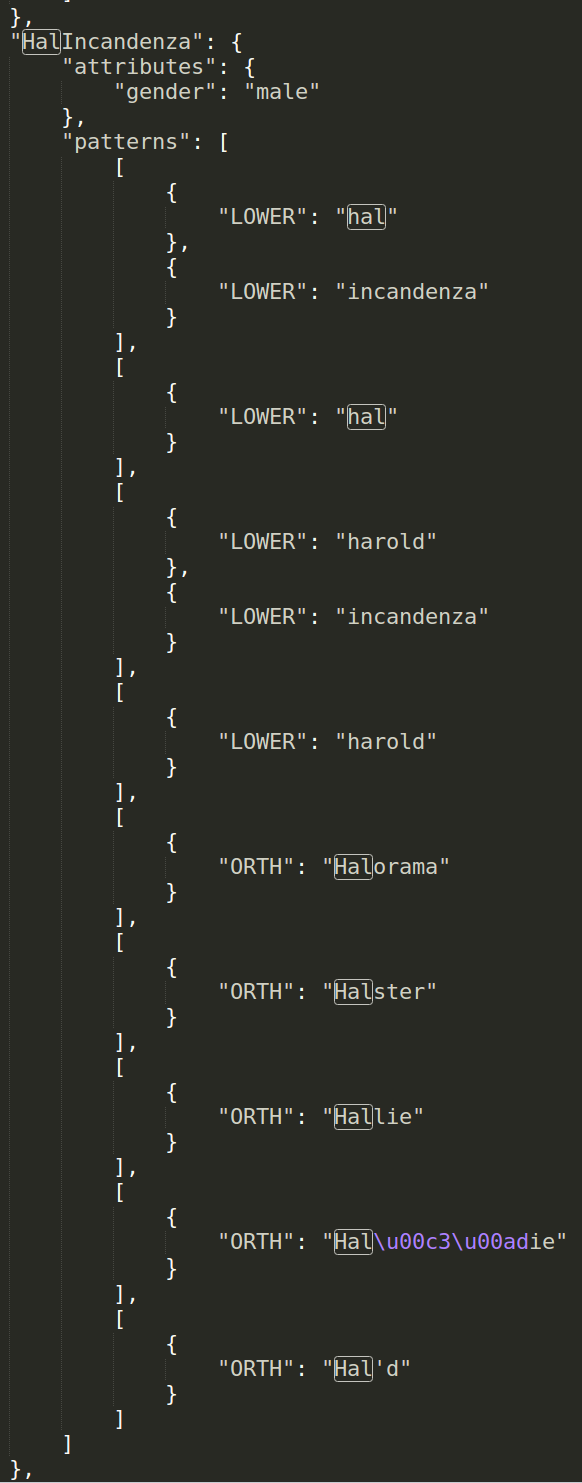 },
"HalIncandenza": {
    "attributes": {
        "gender": "male"
    },
    "patterns": [
        [
            {
                "LOWER": "hal"
            },
            {
                "LOWER": "incandenza"
            }
        ],
        [
            {
                "LOWER": "hal"
            }
        ],
        [
            {
                "LOWER": "harold"
            },
            {
                "LOWER": "incandenza"
            }
        ],
        [
            {
                "LOWER": "harold"
            }
        ],
        [
            {
                "ORTH": "Halorama"
            }
        ],
        [
            {
                "ORTH": "Halster"
            }
        ],
        [
            {
                "ORTH": "Hallie"
            }
        ],
        [
            {
                "ORTH": "Hal\u00c3\u00adie"
            }
        ],
        [
            {
                "ORTH": "Hal'd"
            }
        ]
    ]
},